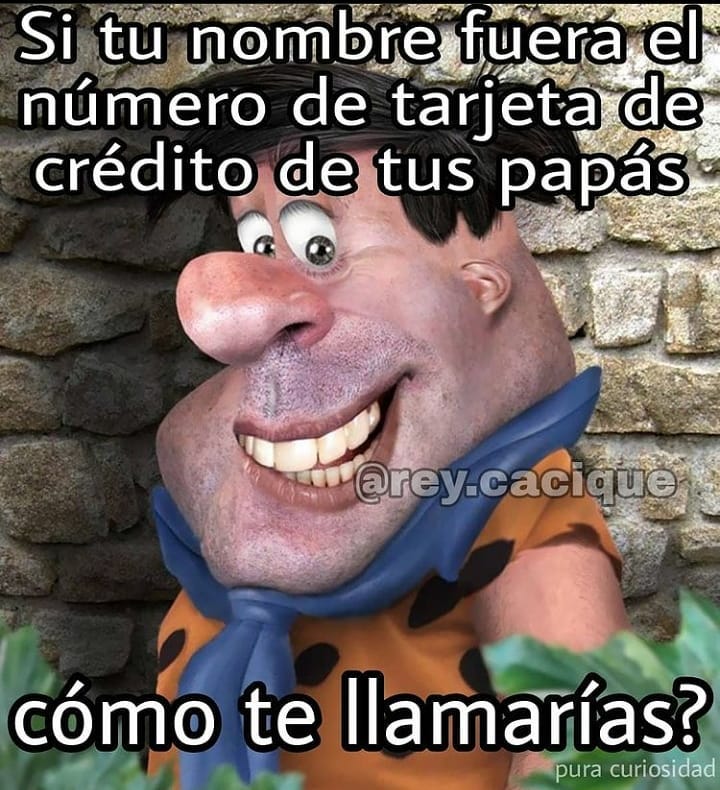 Si tu nombre fuera el
número de tarjeta de
crédito de tus papás
@rey.cacique
cómo te llamarías?
pura curiosidad